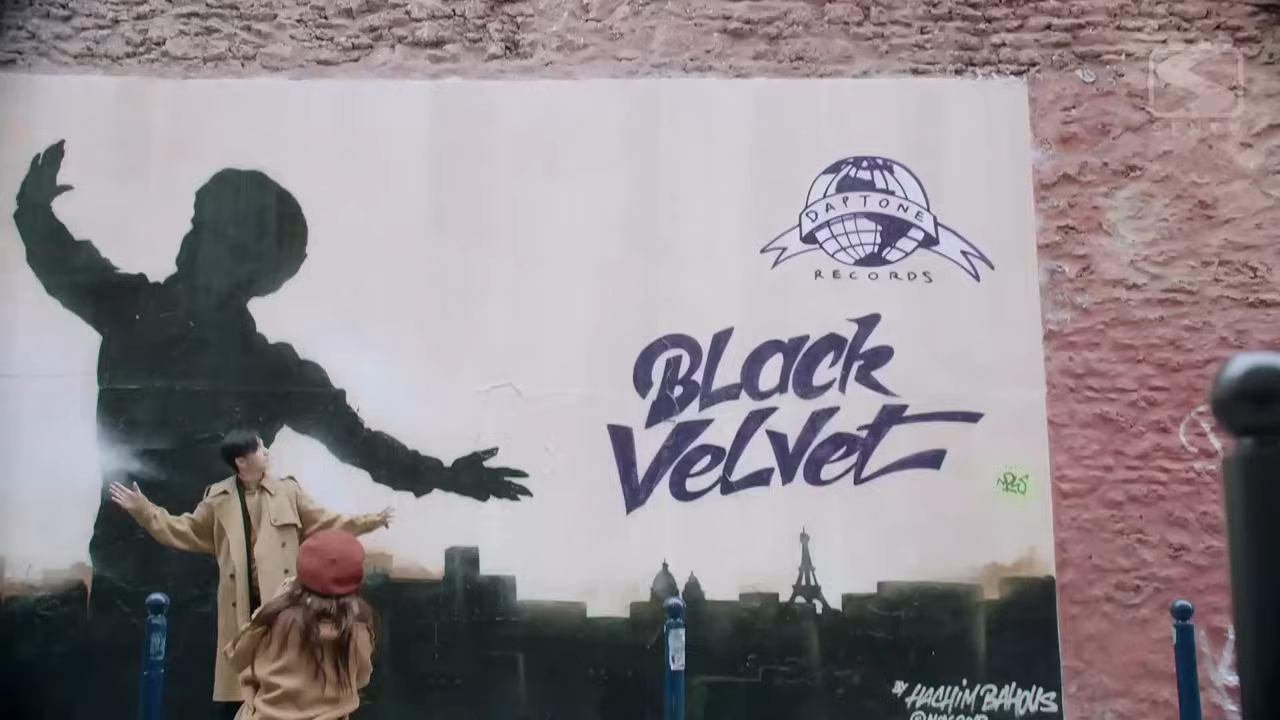 DAPTONE
RECORDS
BLack
VeLVet
BY HACHIM BAHOUS